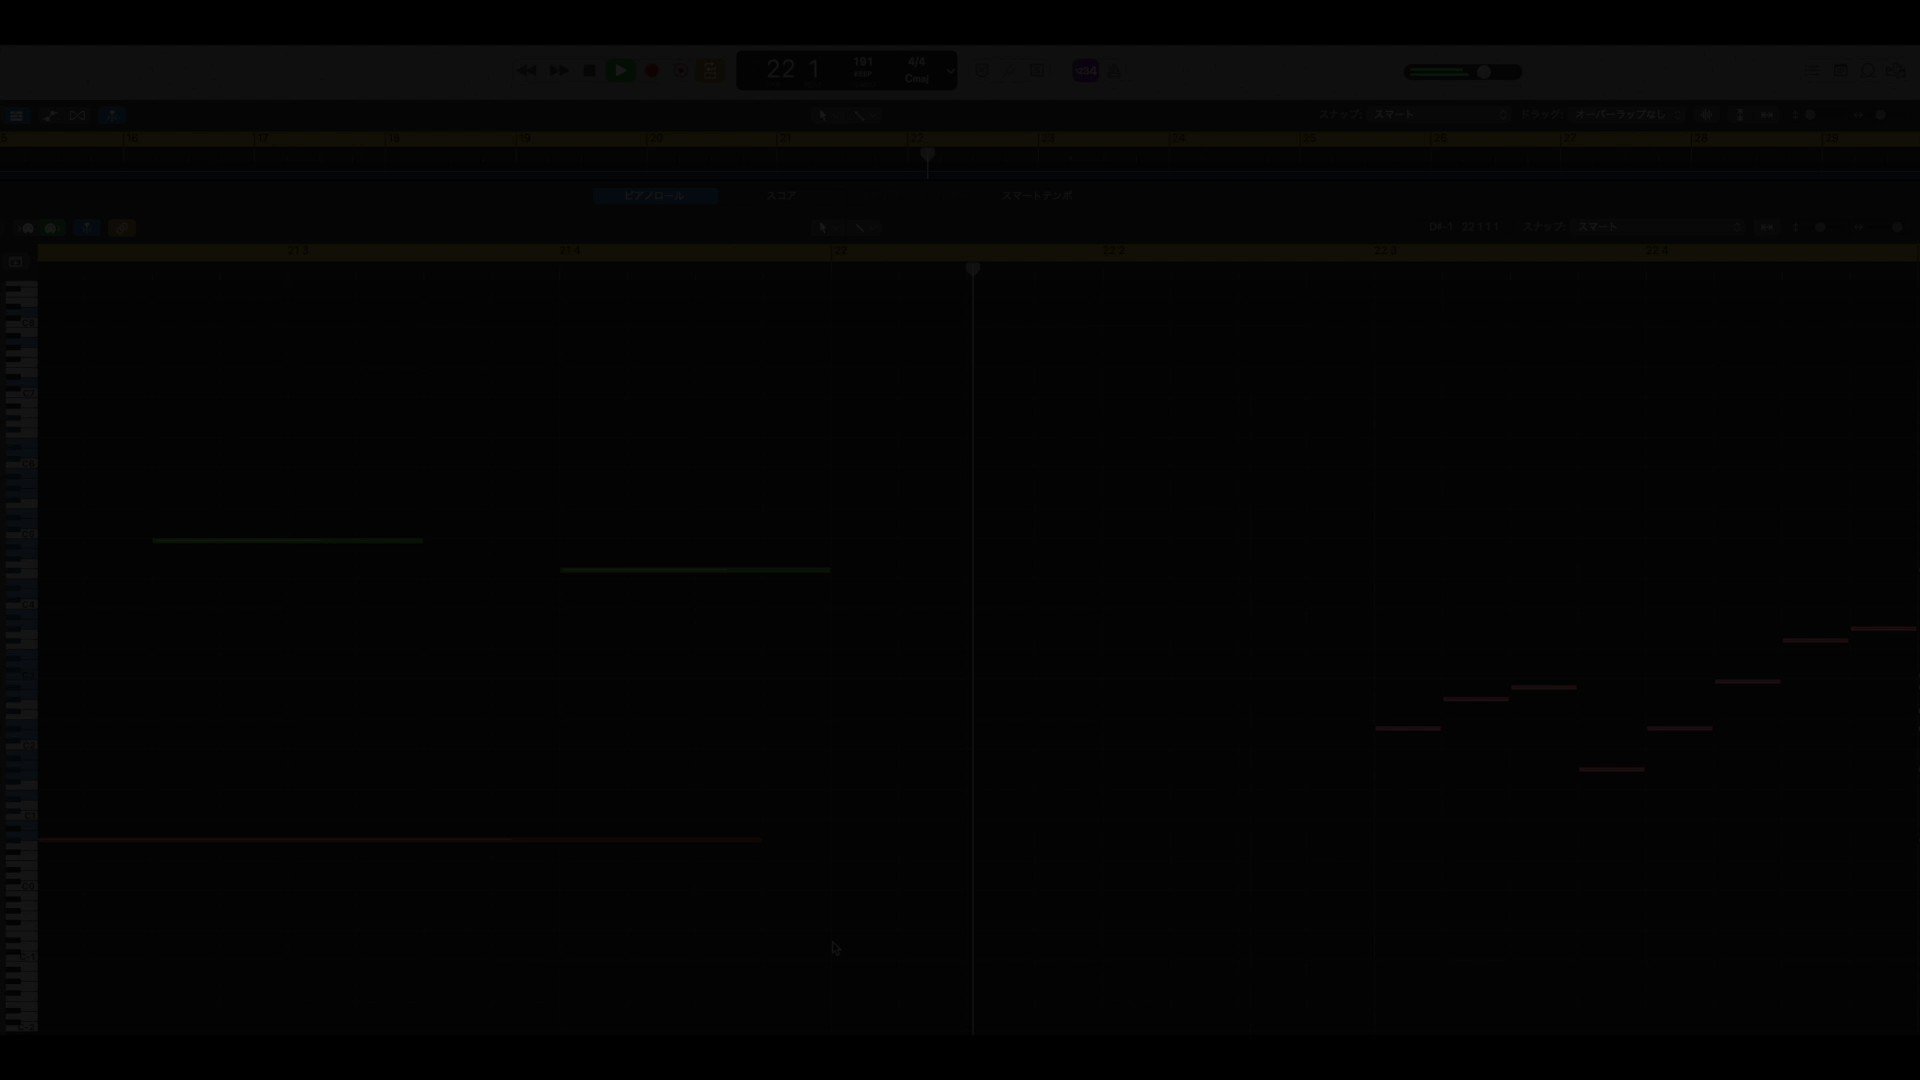 22 1
191
4/4
KEEP
Cmaj
1234
スナップ: スマート
ドラッグ: オーバーラップなし
16 17 18 19 20 21 22 23 24 25 26 27 28 29
ピアノロール スコア スマートテンポ
D#-1 22 1 1 1
スナップ: スマート
21 3 21 4 22 22 2 22 3 22 4
C8
C7
C6
C5
C4
C3
C2
C1
C0
C-1
C-2